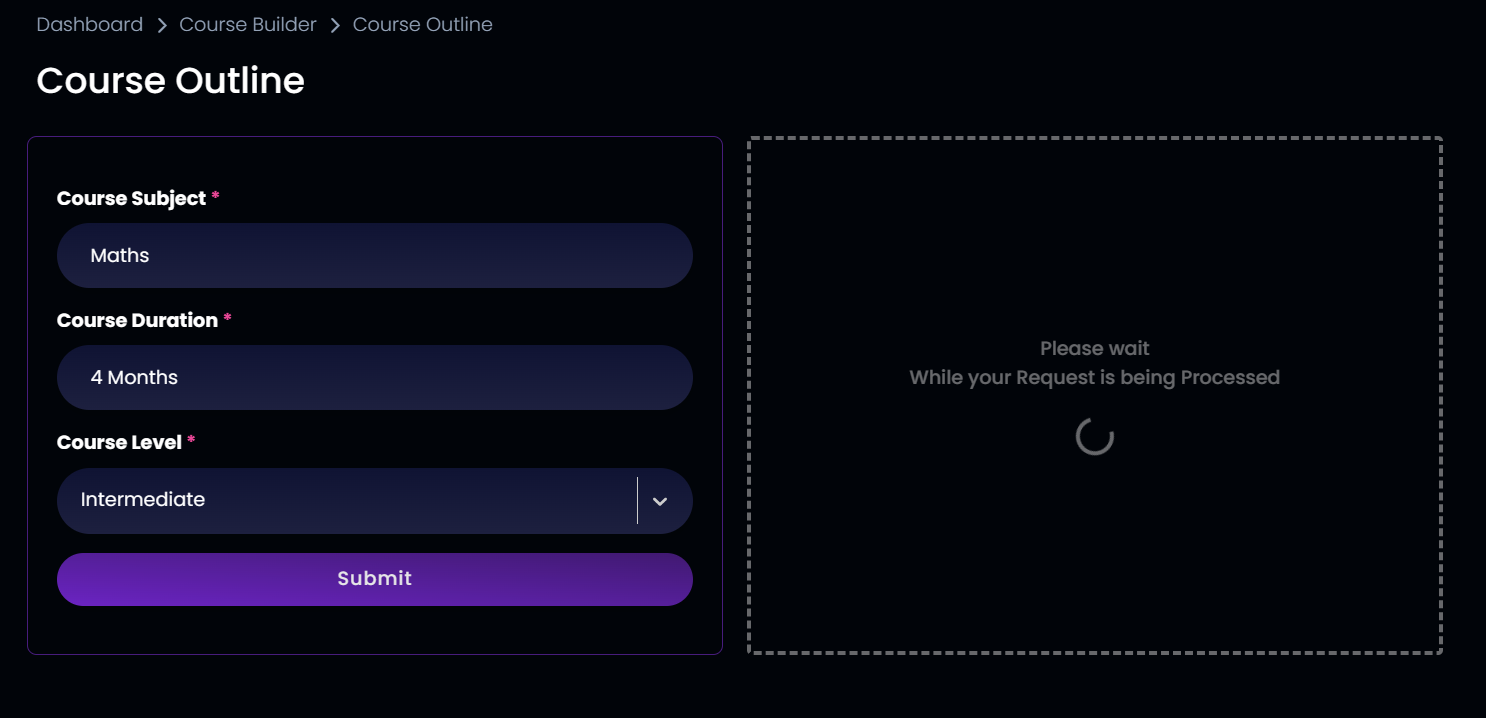 Dashboard > Course Builder > Course Outline
Course Outline
Course Subject *
Maths
Course Duration *
4 Months
Course Level *
Intermediate
Submit
Please wait
While your Request is being Processed